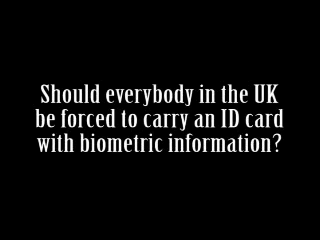 Should everybody in the UK
be forced to carry an ID card
with biometric information?